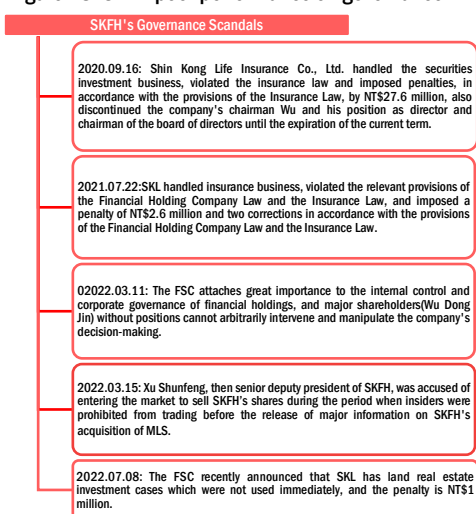 SKFH's Governance Scandals
2020.09.16: Shin Kong Life Insurance Co., Ltd. handled the securities
investment business, violated the insurance law and imposed penalties, in
accordance with the provisions of the Insurance Law, by NT$27.6 million, also
discontinued the company's chairman Wu and his position as director and
chairman of the board of directors until the expiration of the current term.
2021.07.22:SKL handled insurance business, violated the relevant provisions of
the Financial Holding Company Law and the Insurance Law, and imposed a
penalty of NT$2.6 million and two corrections in accordance with the provisions
of the Financial Holding Company Law and the Insurance Law.
02022.03.11: The FSC attaches great importance to the internal control and
corporate governance of financial holdings, and major shareholders(Wu Dong
Jin) without positions cannot arbitrarily intervene and manipulate the company's
decision-making.
2022.03.15: Xu Shunfeng, then senior deputy president of SKFH, was accused of
entering the market to sell SKFH's shares during the period when insiders were
prohibited from trading before the release of major information on SKFH's
acquisition of MLS.
2022.07.08: The FSC recently announced that SKL has land real estate
investment cases which were not used immediately, and the penalty is NT$1
million.